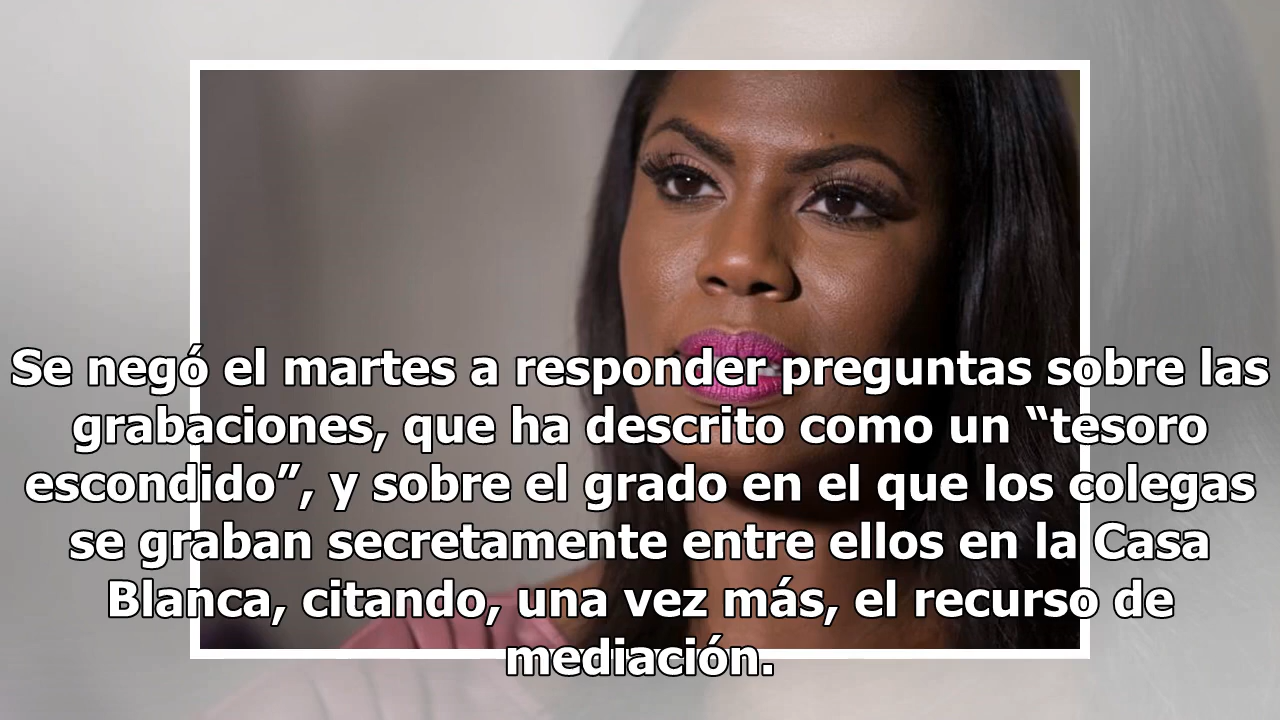 Se negó el martes a responder preguntas sobre las
grabaciones, que ha descrito como un “tesoro
escondido”, y sobre el grado en el que los colegas
se graban secretamente entre ellos en la Casa
Blanca, citando, una vez más, el recurso de
mediación.